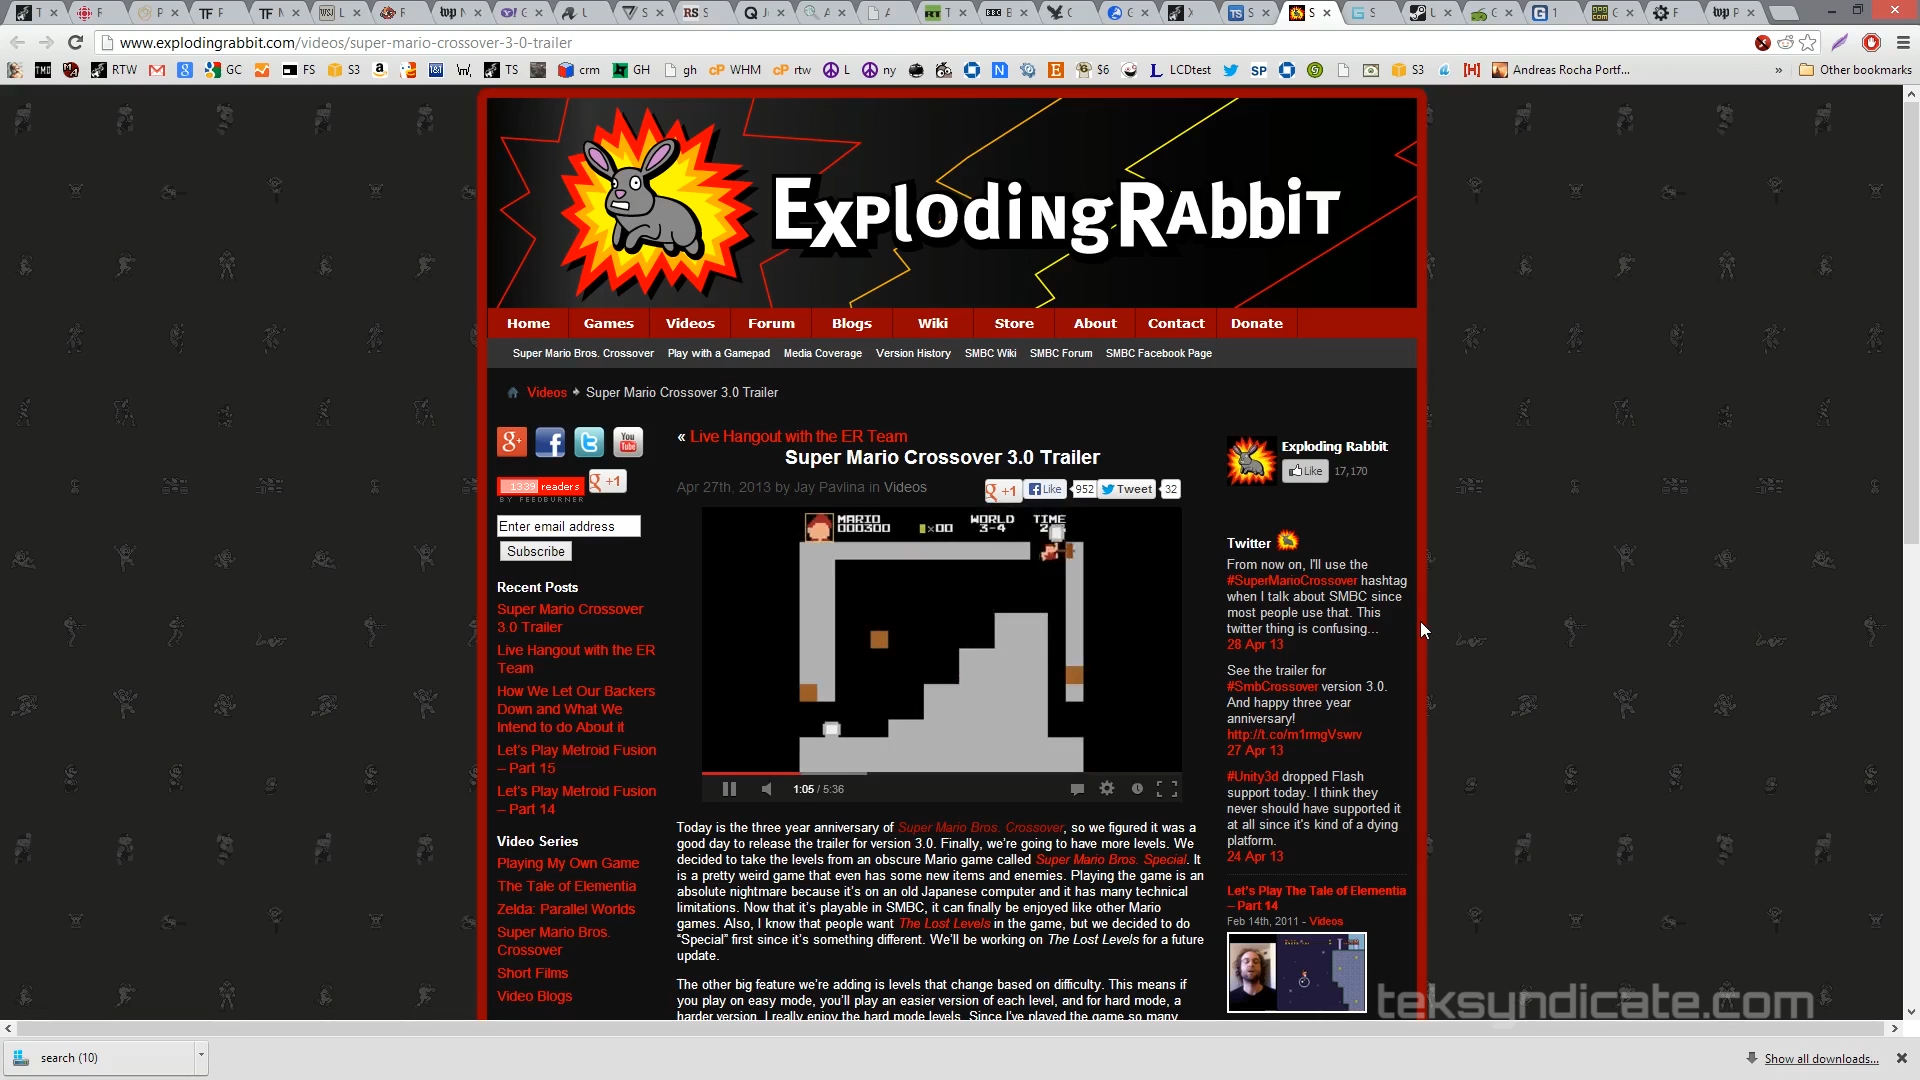 www.explodingrabbit.com/videos/super-mario-crossover-3-0-trailer
RTW GC FS S3 TS crm GH gh WHM rtw L ny $6 LCDtest S3 Andreas Rocha Portf... » Other bookmarks
ExplodingRabbit
Home Games Videos Forum Blogs Wiki Store About Contact Donate
Super Mario Bros. Crossover Play with a Gamepad Media Coverage Version History SMBC Wiki SMBC Forum SMBC Facebook Page
Videos Super Mario Crossover 3.0 Trailer
You
Tube
1339 readers
BY FEEDBURNER
+1
Enter email address
Subscribe
Recent Posts
Super Mario Crossover
3.0 Trailer
Live Hangout with the ER
Team
How We Let Our Backers
Down and What We
Intend to do About it
Let's Play Metroid Fusion
– Part 15
Let's Play Metroid Fusion
– Part 14
Video Series
Playing My Own Game
The Tale of Elementia
Zelda: Parallel Worlds
Super Mario Bros.
Crossover
Short Films
Video Blogs
« Live Hangout with the ER Team
Super Mario Crossover 3.0 Trailer
Apr 27th, 2013 by Jay Pavlina in Videos
+1 Like 952 Tweet 32
MARIO WORLD TIME
000300 ×00 3-4
1:05 / 5:36
Today is the three year anniversary of Super Mario Bros. Crossover, so we figured it was a
good day to release the trailer for version 3.0. Finally, we're going to have more levels. We
decided to take the levels from an obscure Mario game called Super Mario Bros. Special. It
is a pretty weird game that even has some new items and enemies. Playing the game is an
absolute nightmare because it's on an old Japanese computer and it has many technical
limitations. Now that it's playable in SMBC, it can finally be enjoyed like other Mario
games. Also, I know that people want The Lost Levels in the game, but we decided to do
“Special” first since it's something different. We'll be working on The Lost Levels for a future
update.
The other big feature we're adding is levels that change based on difficulty. This means if
you play on easy mode, you'll play an easier version of each level, and for hard mode, a
harder version. I really enjoy the hard mode levels. Since I've played the game so many
Exploding Rabbit
Like 17,170
Twitter
From now on, I'll use the
#SuperMarioCrossover hashtag
when I talk about SMBC since
most people use that. This
twitter thing is confusing...
28 Apr 13
See the trailer for
#SmbCrossover version 3.0.
And happy three year
anniversary!
http://t.co/m1rmgVswrv
27 Apr 13
#Unity3d dropped Flash
support today. I think they
never should have supported it
at all since it's kind of a dying
platform.
24 Apr 13
Let's Play The Tale of Elementia
– Part 14
Feb 14th, 2011 - Videos
teksyndicate.com
search (10)
Show all downloads...